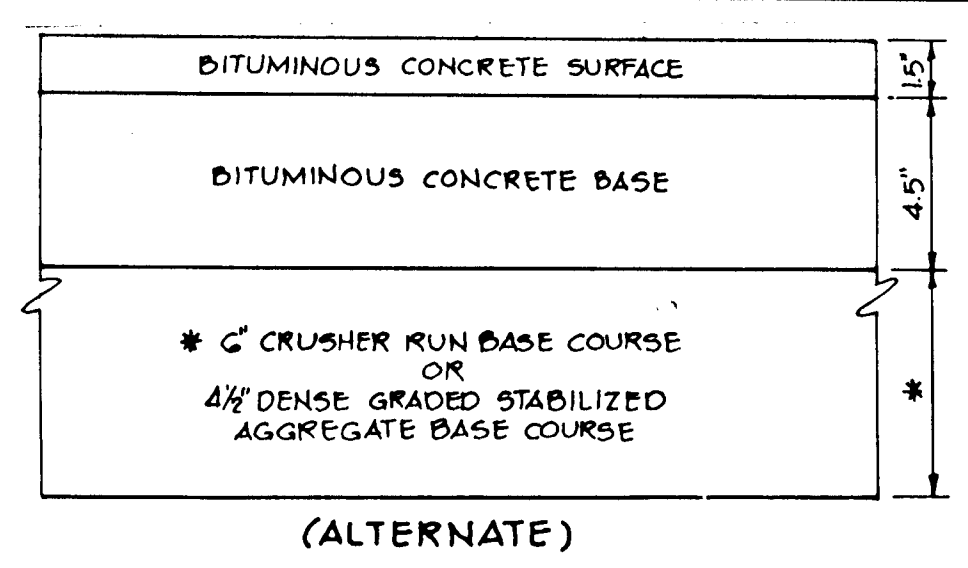 BITUMINOUS CONCRETE SURFACE
1.5"
BITUMINOUS CONCRETE BASE
4.5"
* 6" CRUSHER RUN BASE COURSE
OR
4½" DENSE GRADED STABILIZED
AGGREGATE BASE COURSE
*
(ALTERNATE)